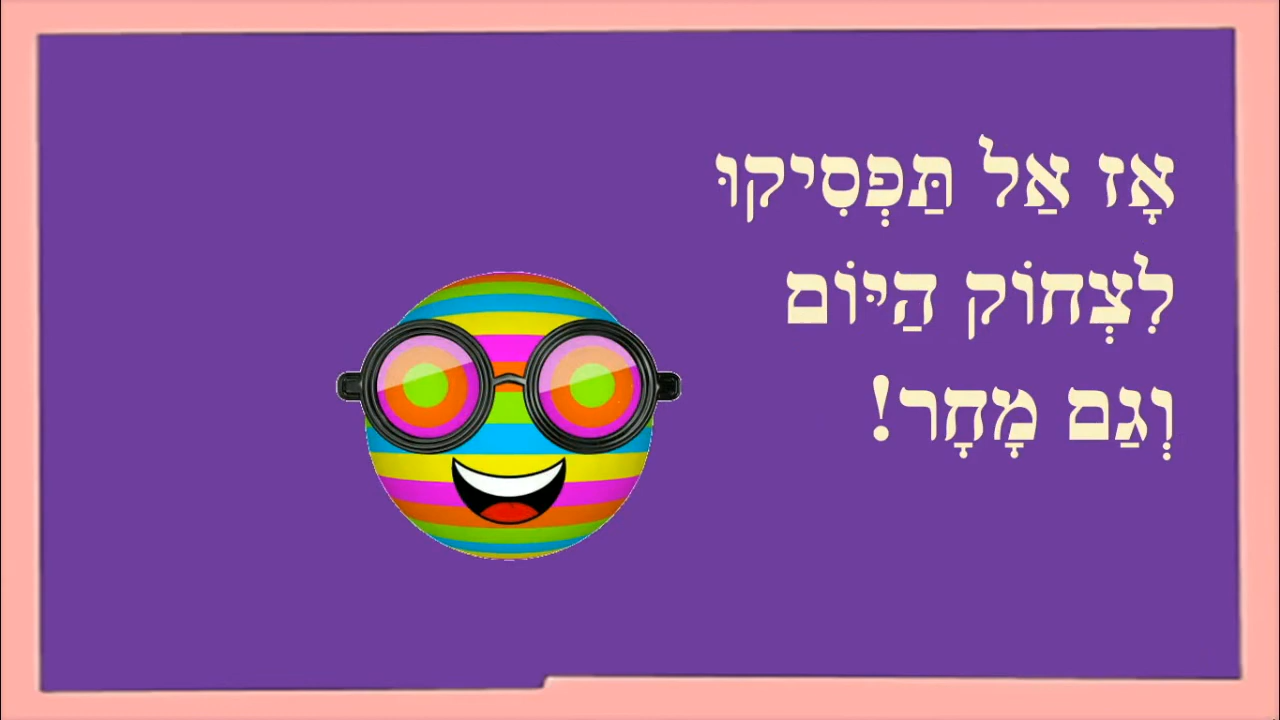 אָז אַל תַּפְסִיקוּ
לִצְחוֹק הַיּוֹם
וְגַם מָחָר!